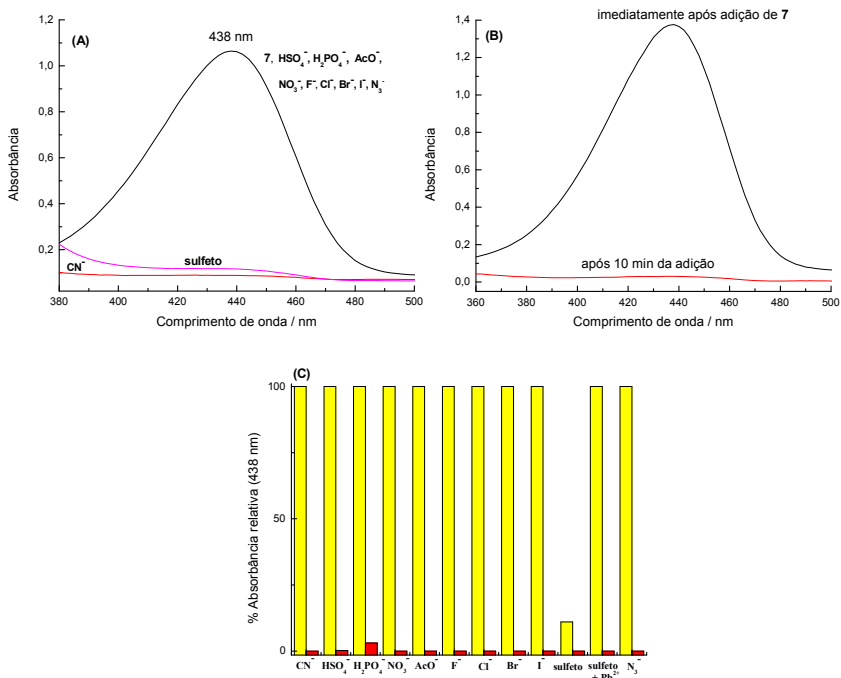 (A)
438 nm
7, HSO₄⁻, H₂PO₄⁻, AcO⁻,
NO₃⁻, F⁻, Cl⁻, Br⁻, I⁻, N₃⁻
1,2
1,0
0,8
0,6
0,4
0,2
Absorbância
CN⁻
sulfeto
380 400 420 440 460 480 500
Comprimento de onda / nm
(B)
imediatamente após adição de 7
1,4
1,2
1,0
0,8
0,6
0,4
0,2
0,0
Absorbância
após 10 min da adição
360 380 400 420 440 460 480 500
Comprimento de onda / nm
(C)
100
50
0
% Absorbância relativa (438 nm)
CN⁻ HSO₄⁻ H₂PO₄⁻ NO₃⁻ AcO⁻ F⁻ Cl⁻ Br⁻ I⁻ sulfeto sulfeto N₃⁻
+ Pb²⁺